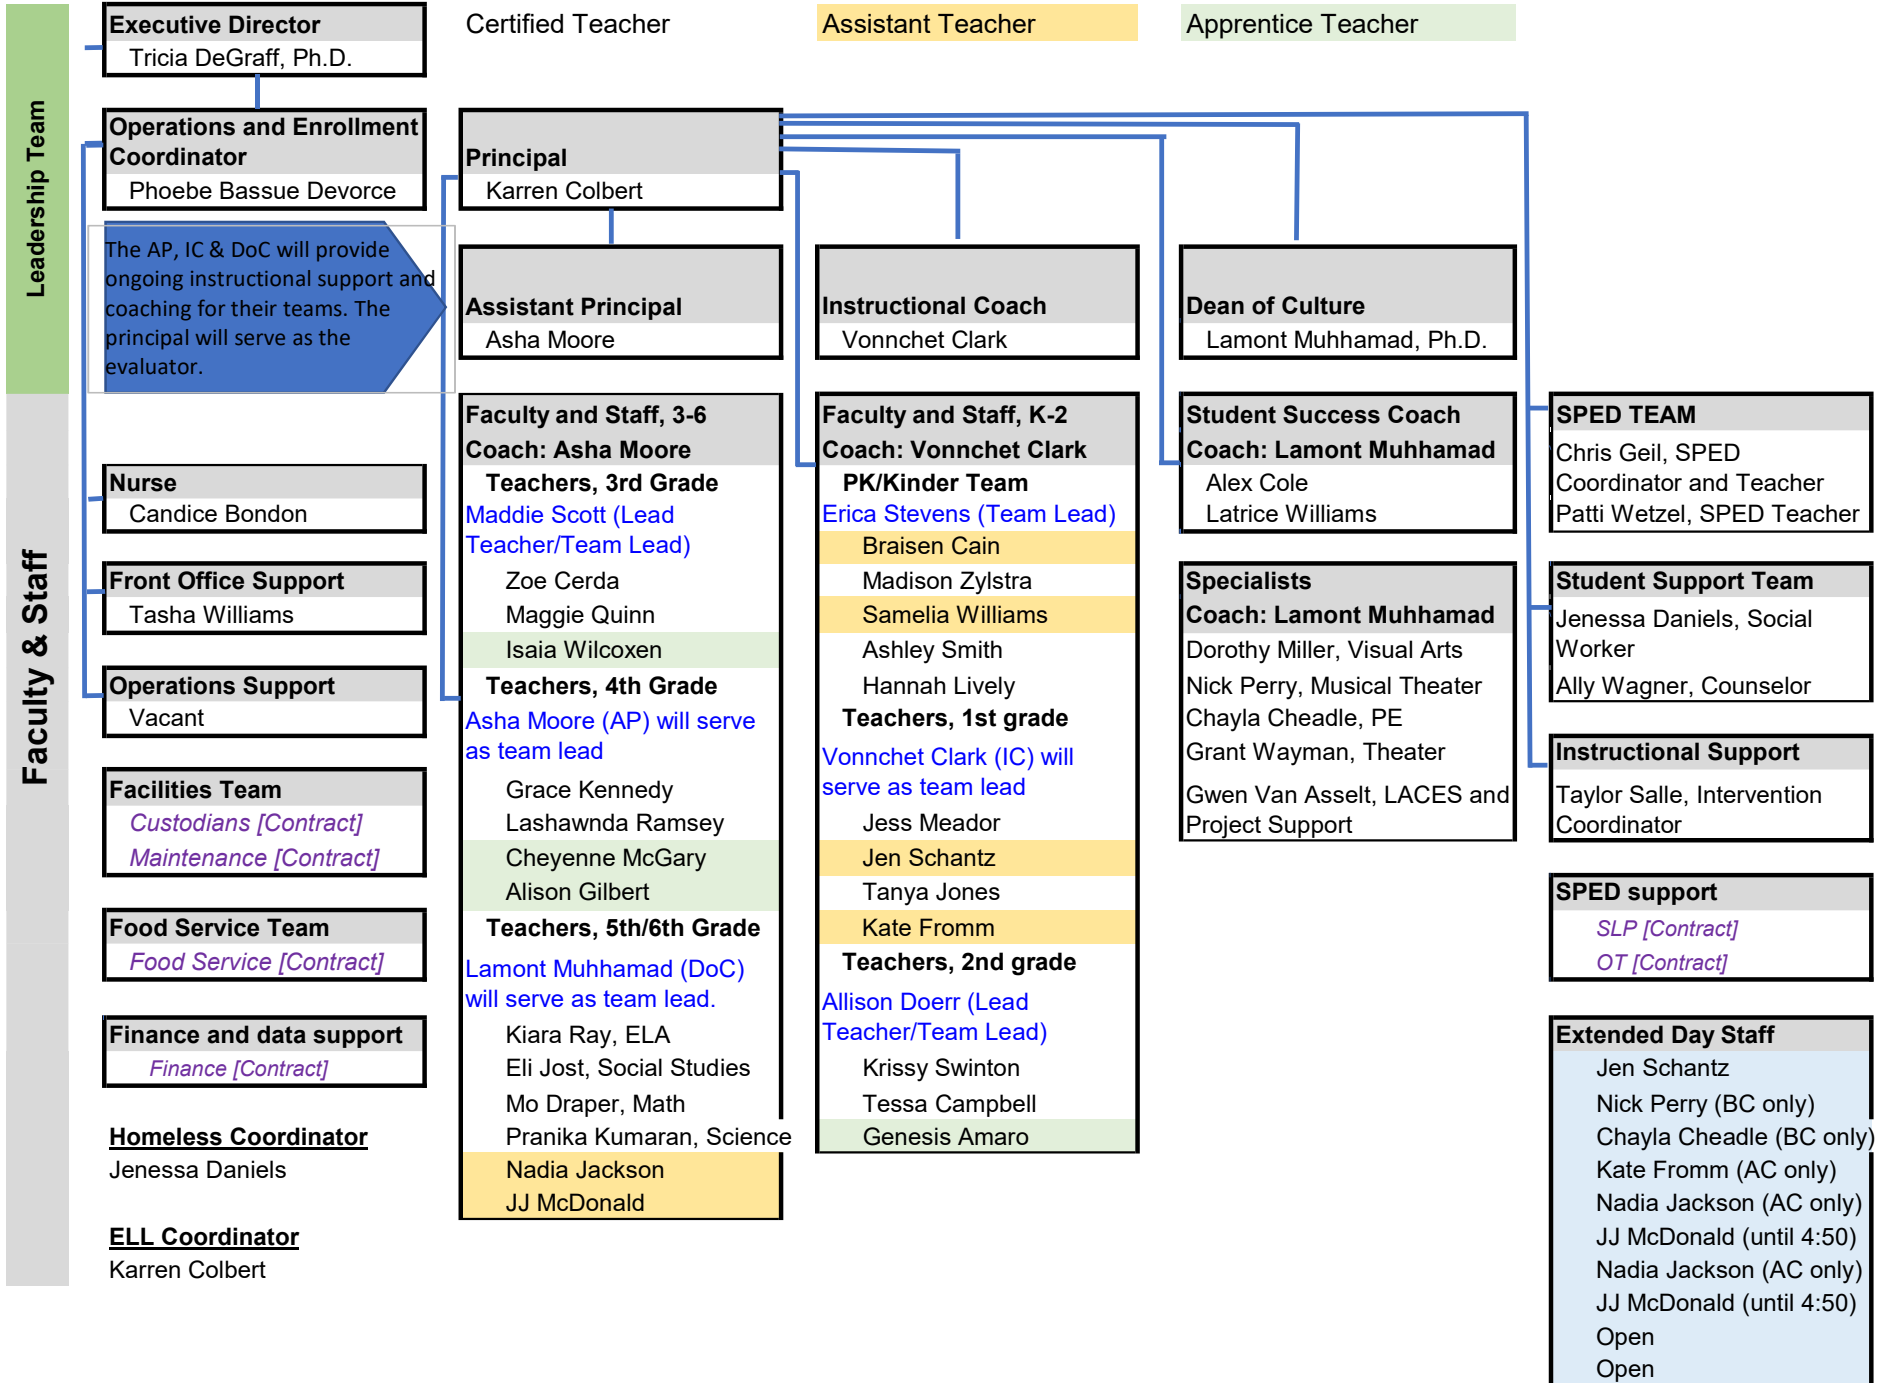 Executive Director
Tricia DeGraff, Ph.D.
Certified Teacher
Assistant Teacher
Apprentice Teacher
Leadership Team
Operations and Enrollment
Coordinator
Phoebe Bassue Devorce
Principal
Karren Colbert
The AP, IC & DoC will provide
ongoing instructional support and
coaching for their teams. The
principal will serve as the
evaluator.
Assistant Principal
Asha Moore
Instructional Coach
Vonnchet Clark
Dean of Culture
Lamont Muhhamad, Ph.D.
Faculty & Staff
Nurse
Candice Bondon
Front Office Support
Tasha Williams
Operations Support
Vacant
Facilities Team
Custodians [Contract]
Maintenance [Contract]
Food Service Team
Food Service [Contract]
Finance and data support
Finance [Contract]
Homeless Coordinator
Jenessa Daniels
ELL Coordinator
Karren Colbert
Faculty and Staff, 3-6
Coach: Asha Moore
Teachers, 3rd Grade
Maddie Scott (Lead
Teacher/Team Lead)
Zoe Cerda
Maggie Quinn
Isaia Wilcoxen
Teachers, 4th Grade
Asha Moore (AP) will serve
as team lead
Grace Kennedy
Lashawnda Ramsey
Cheyenne McGary
Alison Gilbert
Teachers, 5th/6th Grade
Lamont Muhhamad (DoC)
will serve as team lead.
Kiara Ray, ELA
Eli Jost, Social Studies
Mo Draper, Math
Pranika Kumaran, Science
Nadia Jackson
JJ McDonald
Faculty and Staff, K-2
Coach: Vonnchet Clark
PK/Kinder Team
Erica Stevens (Team Lead)
Braisen Cain
Madison Zylstra
Samelia Williams
Ashley Smith
Hannah Lively
Teachers, 1st grade
Vonnchet Clark (IC) will
serve as team lead
Jess Meador
Jen Schantz
Tanya Jones
Kate Fromm
Teachers, 2nd grade
Allison Doerr (Lead
Teacher/Team Lead)
Krissy Swinton
Tessa Campbell
Genesis Amaro
Student Success Coach
Coach: Lamont Muhhamad
Alex Cole
Latrice Williams
Specialists
Coach: Lamont Muhhamad
Dorothy Miller, Visual Arts
Nick Perry, Musical Theater
Chayla Cheadle, PE
Grant Wayman, Theater
Gwen Van Asselt, LACES and
Project Support
SPED TEAM
Chris Geil, SPED
Coordinator and Teacher
Patti Wetzel, SPED Teacher
Student Support Team
Jenessa Daniels, Social
Worker
Ally Wagner, Counselor
Instructional Support
Taylor Salle, Intervention
Coordinator
SPED support
SLP [Contract]
OT [Contract]
Extended Day Staff
Jen Schantz
Nick Perry (BC only)
Chayla Cheadle (BC only)
Kate Fromm (AC only)
Nadia Jackson (AC only)
JJ McDonald (until 4:50)
Nadia Jackson (AC only)
JJ McDonald (until 4:50)
Open
Open